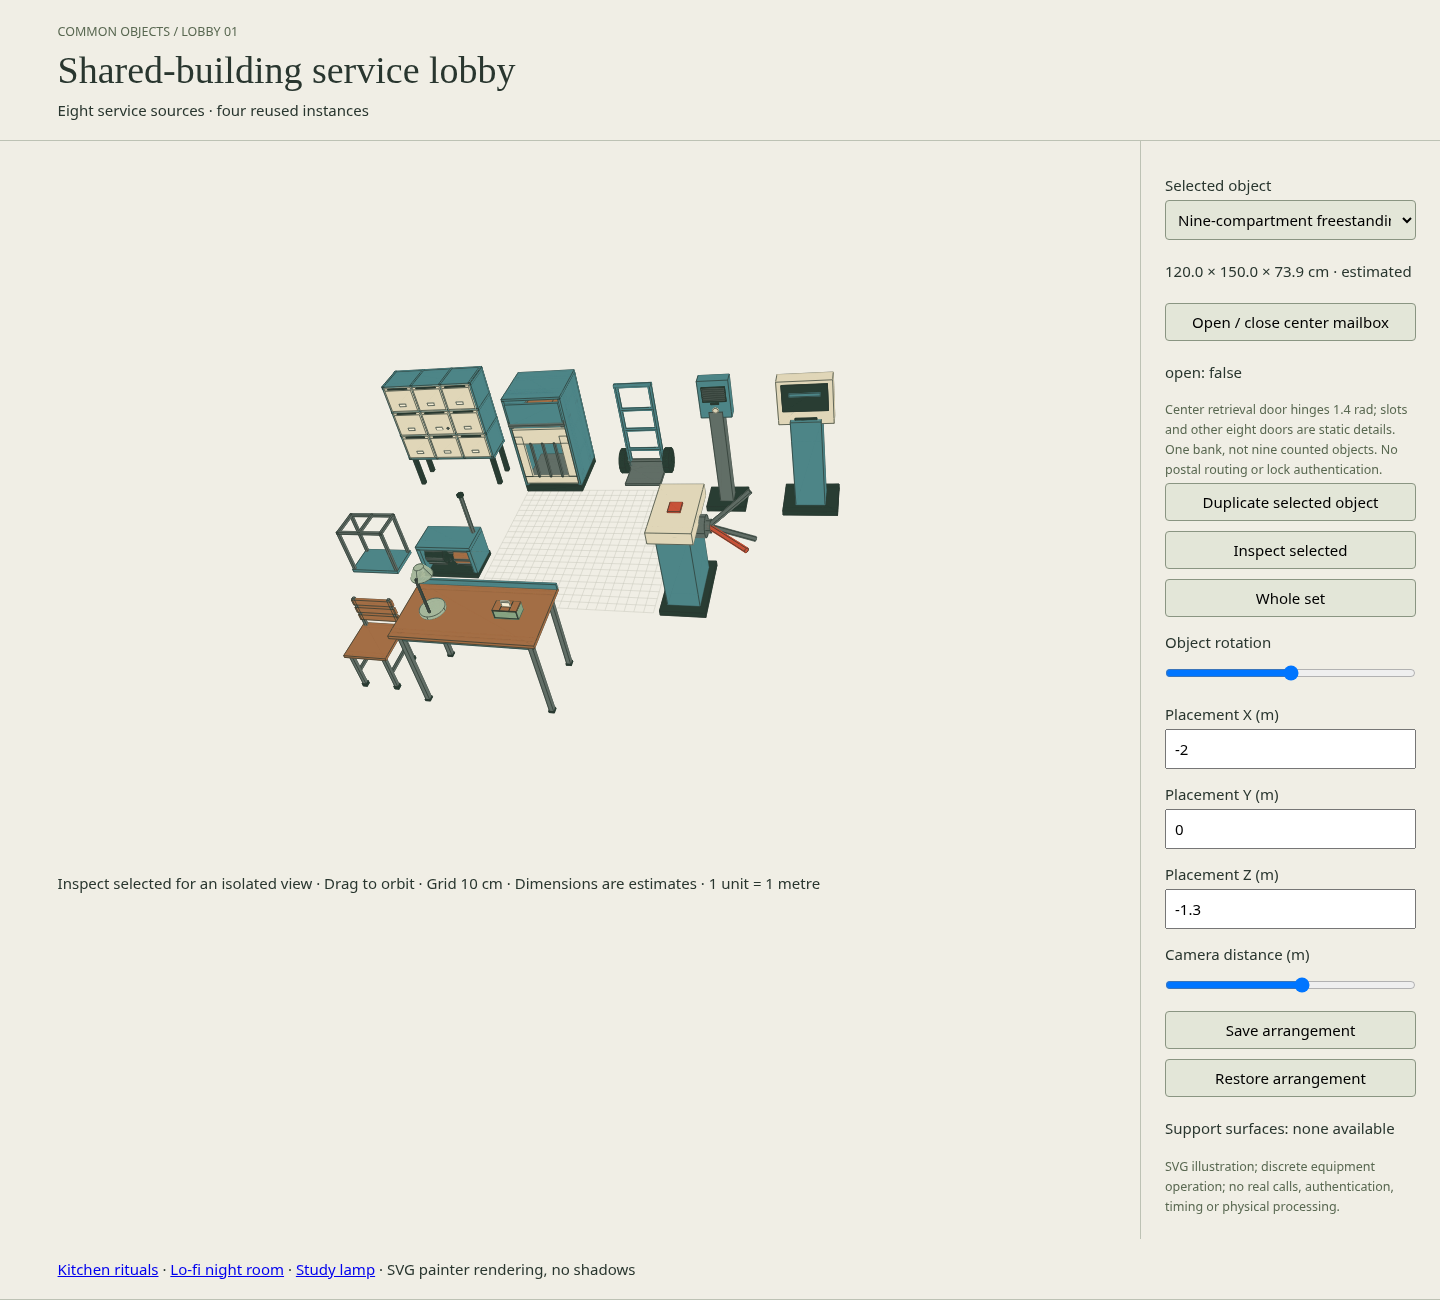 COMMON OBJECTS / LOBBY 01
Shared-building service lobby
Eight service sources · four reused instances
Selected object
Nine-compartment freestandin
120.0 × 150.0 × 73.9 cm · estimated
Open / close center mailbox
open: false
Center retrieval door hinges 1.4 rad; slots
and other eight doors are static details.
One bank, not nine counted objects. No
postal routing or lock authentication.
Duplicate selected object
Inspect selected
Whole set
Object rotation
Placement X (m)
-2
Placement Y (m)
0
Placement Z (m)
-1.3
Camera distance (m)
Save arrangement
Restore arrangement
Support surfaces: none available
SVG illustration; discrete equipment
operation; no real calls, authentication,
timing or physical processing.
Inspect selected for an isolated view · Drag to orbit · Grid 10 cm · Dimensions are estimates · 1 unit = 1 metre
Kitchen rituals · Lo-fi night room · Study lamp · SVG painter rendering, no shadows